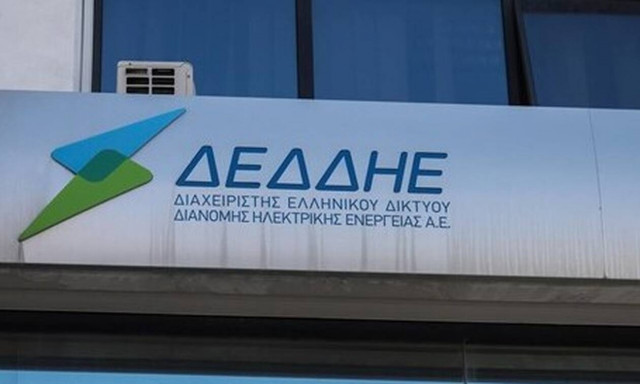 ΔΕΔΔΗΕ
ΔΙΑΧΕΙΡΙΣΤΗΣ ΕΛΛΗΝΙΚΟΥ ΔΙΚΤΥΟΥ
ΔΙΑΝΟΜΗΣ ΗΛΕΚΤΡΙΚΗΣ ΕΝΕΡΓΕΙΑΣ Α.Ε.